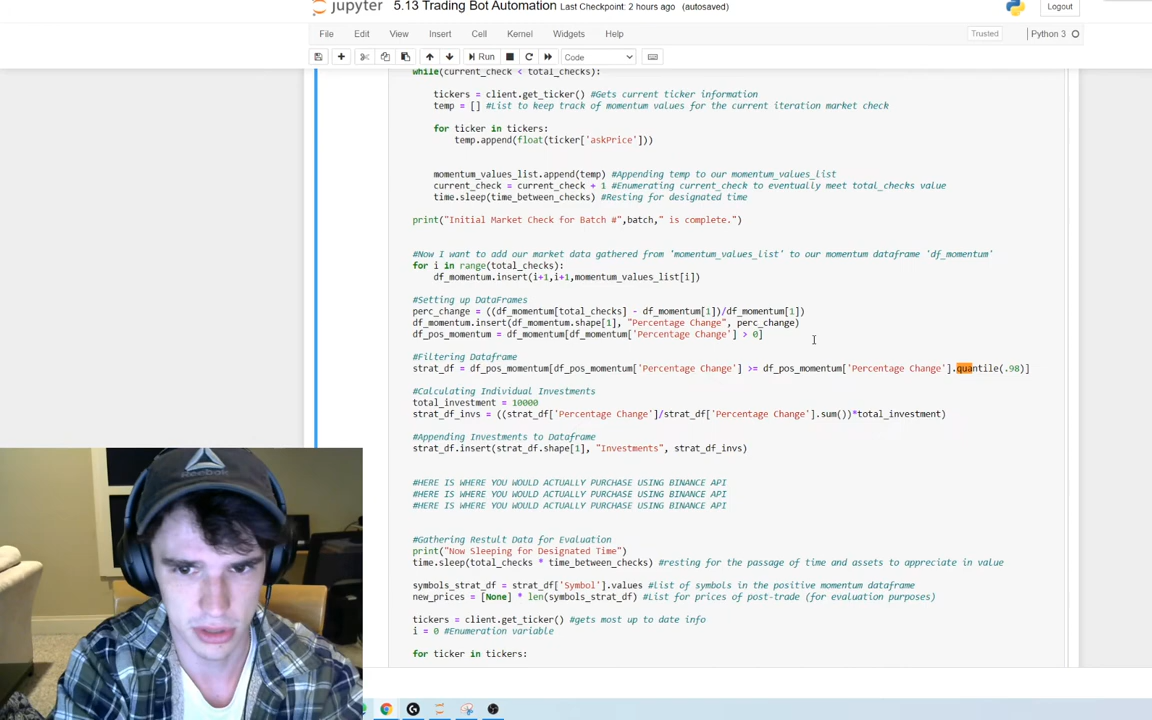 jupyter 5.13 Trading Bot Automation Last Checkpoint: 2 hours ago (autosaved)
Logout
File Edit View Insert Cell Kernel Widgets Help
Trusted Python 3
Run Code
while(current_check < total_checks):
tickers = client.get_ticker() #Gets current ticker information
temp = [] #List to keep track of momentum values for the current iteration market check
for ticker in tickers:
temp.append(float(ticker['askPrice']))
momentum_values_list.append(temp) #Appending temp to our momentum_values_list
current_check = current_check + 1 #Enumerating current_check to eventually meet total_checks value
time.sleep(time_between_checks) #Resting for designated time
print("Initial Market Check for Batch #",batch," is complete.")
#Now I want to add our market data gathered from 'momentum_values_list' to our momentum dataframe 'df_momentum'
for i in range(total_checks):
df_momentum.insert(i+1,i+1,momentum_values_list[i])
#Setting up DataFrames
perc_change = ((df_momentum[total_checks] - df_momentum[1])/df_momentum[1])
df_momentum.insert(df_momentum.shape[1], "Percentage Change", perc_change)
df_pos_momentum = df_momentum[df_momentum['Percentage Change'] > 0]
#Filtering Dataframe
strat_df = df_pos_momentum[df_pos_momentum['Percentage Change'] >= df_pos_momentum['Percentage Change'].quantile(.98)]
#Calculating Individual Investments
total_investment = 10000
strat_df_invs = ((strat_df['Percentage Change']/strat_df['Percentage Change'].sum())*total_investment)
#Appending Investments to Dataframe
strat_df.insert(strat_df.shape[1], "Investments", strat_df_invs)
#HERE IS WHERE YOU WOULD ACTUALLY PURCHASE USING BINANCE API
#HERE IS WHERE YOU WOULD ACTUALLY PURCHASE USING BINANCE API
#HERE IS WHERE YOU WOULD ACTUALLY PURCHASE USING BINANCE API
#Gathering Restult Data for Evaluation
print("Now Sleeping for Designated Time")
time.sleep(total_checks * time_between_checks) #resting for the passage of time and assets to appreciate in value
symbols_strat_df = strat_df['Symbol'].values #List of symbols in the positive momentum dataframe
new_prices = [None] * len(symbols_strat_df) #List for prices of post-trade (for evaluation purposes)
tickers = client.get_ticker() #gets most up to date info
i = 0 #Enumeration variable
for ticker in tickers:
Reebok